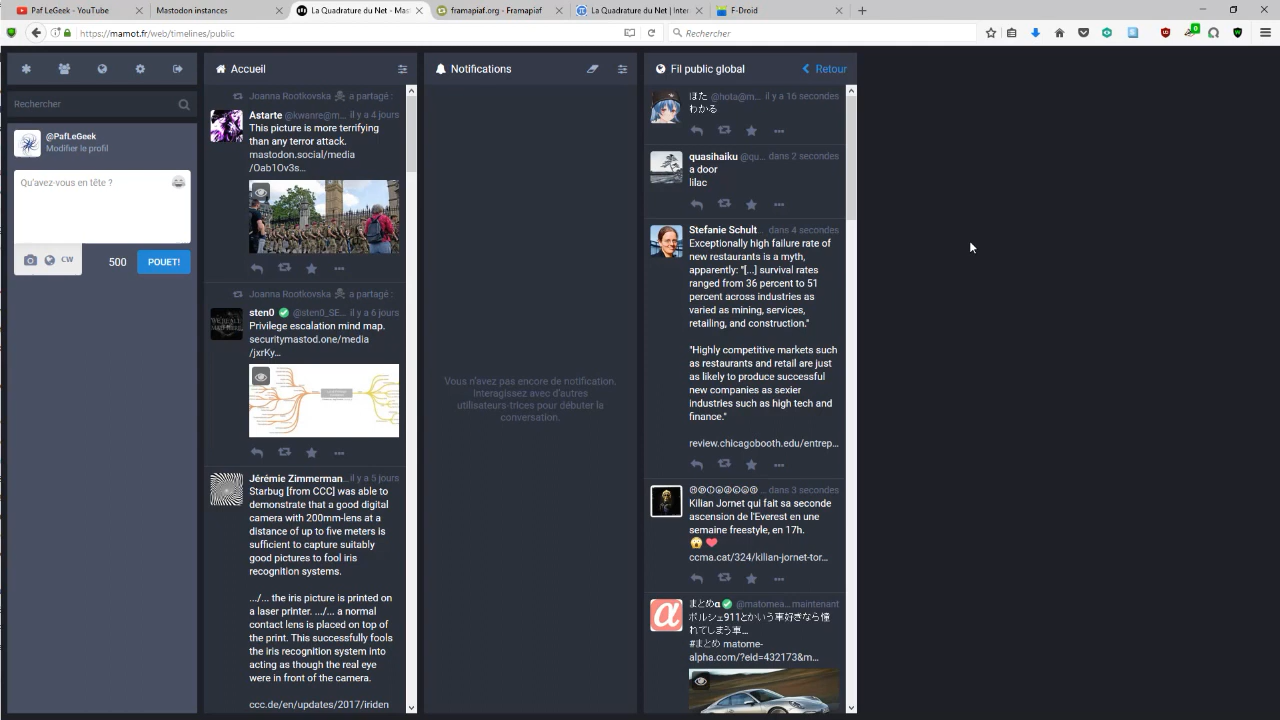 Paf LeGeek - YouTube
Mastodon instances
La Quadrature du Net - Mas
framapiaf.org - Framapiaf
La Quadrature du Net | Inter
F-Droid
https://mamot.fr/web/timelines/public
Rechercher
Rechercher
@PafLeGeek
Modifier le profil
Qu'avez-vous en tête ?
CW
500
POUET!
Accueil
Joanna Rootkovska ☠ a partagé :
Astarte @kwanre@m... il y a 4 jours
This picture is more terrifying
than any terror attack.
mastodon.social/media
/Oab1Ov3s...
Joanna Rootkovska ☠ a partagé :
sten0 ✅ @sten0_SE... il y a 6 jours
Privilege escalation mind map.
securitymastod.one/media
/jxrKy...
Jérémie Zimmerman... il y a 5 jours
Starbug [from CCC] was able to
demonstrate that a good digital
camera with 200mm-lens at a
distance of up to five meters is
sufficient to capture suitably
good pictures to fool iris
recognition systems.
.../... the iris picture is printed on
a laser printer. .../... a normal
contact lens is placed on top of
the print. This successfully fools
the iris recognition system into
acting as though the real eye
were in front of the camera.
ccc.de/en/updates/2017/iriden
Notifications
Vous n'avez pas encore de notification.
Interagissez avec d'autres
utilisateurs·trices pour débuter la
conversation.
Fil public global
Retour
ほた @hota@m... il y a 16 secondes
わかる
quasihaiku @qu... dans 2 secondes
a door
lilac
Stefanie Schult... dans 4 secondes
Exceptionally high failure rate of
new restaurants is a myth,
apparently: "[...] survival rates
ranged from 36 percent to 51
percent across industries as
varied as mining, services,
retailing, and construction."
"Highly competitive markets such
as restaurants and retail are just
as likely to produce successful
new companies as sexier
industries such as high tech and
finance."
review.chicagobooth.edu/entrep...
dans 3 secondes
Kilian Jornet qui fait sa seconde
ascension de l'Everest en une
semaine freestyle, en 17h.
😱 ❤
ccma.cat/324/kilian-jornet-tor...
まとめα ✅ @matomea... maintenant
ポルシェ911とかいう車好きなら憧
れてしまう車...
#まとめ matome-
alpha.com/?eid=432173&m...